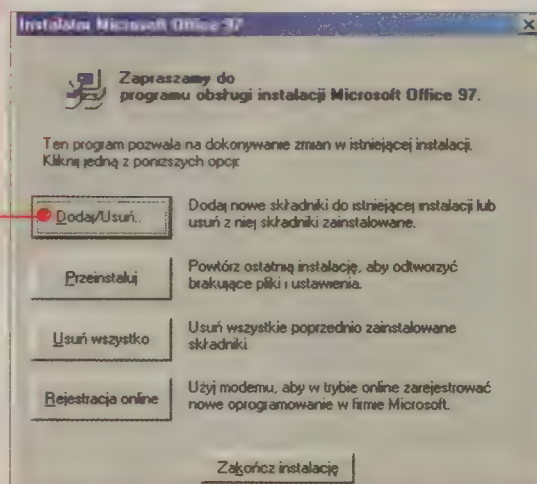 Instalator Microsoft Office 97
Zapraszamy do
programu obsługi instalacji Microsoft Office 97.
Ten program pozwala na dokonywanie zmian w istniejącej instalacji.
Kliknij jedną z poniższych opcji:
Dodaj/Usuń...
Dodaj nowe składniki do istniejącej instalacji lub
usuń z niej składniki zainstalowane.
Przeinstaluj
Powtórz ostatnią instalację, aby odtworzyć
brakujące pliki i ustawienia.
Usuń wszystko
Usuń wszystkie poprzednio zainstalowane
składniki.
Rejestracja online
Użyj modemu, aby w trybie online zarejestrować
nowe oprogramowanie w firmie Microsoft.
Zakończ instalację